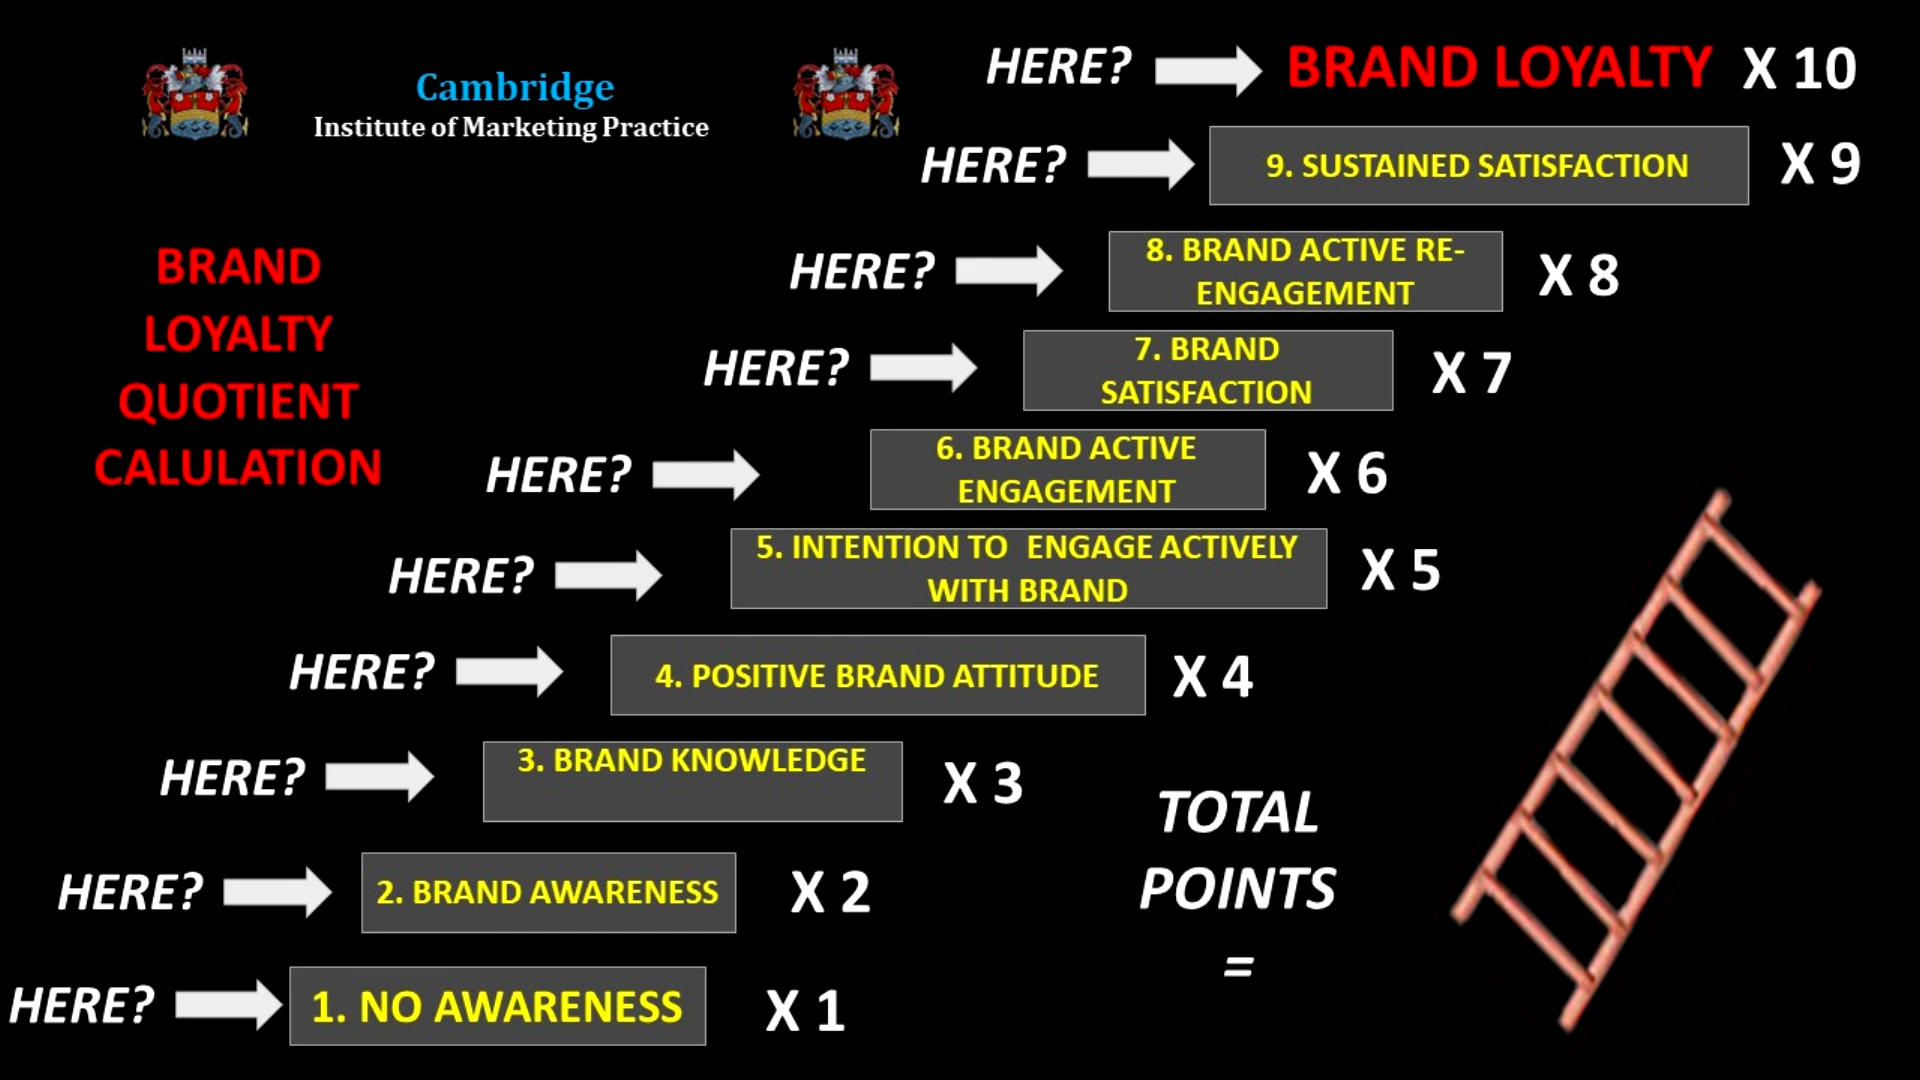 Cambridge
Institute of Marketing Practice
BRAND
LOYALTY
QUOTIENT
CALULATION
HERE? BRAND LOYALTY X 10
HERE? 9. SUSTAINED SATISFACTION X 9
HERE? 8. BRAND ACTIVE RE-
ENGAGEMENT X 8
HERE? 7. BRAND
SATISFACTION X 7
HERE? 6. BRAND ACTIVE
ENGAGEMENT X 6
HERE? 5. INTENTION TO ENGAGE ACTIVELY
WITH BRAND X 5
HERE? 4. POSITIVE BRAND ATTITUDE X 4
HERE? 3. BRAND KNOWLEDGE X 3
HERE? 2. BRAND AWARENESS X 2
HERE? 1. NO AWARENESS X 1
TOTAL
POINTS
=